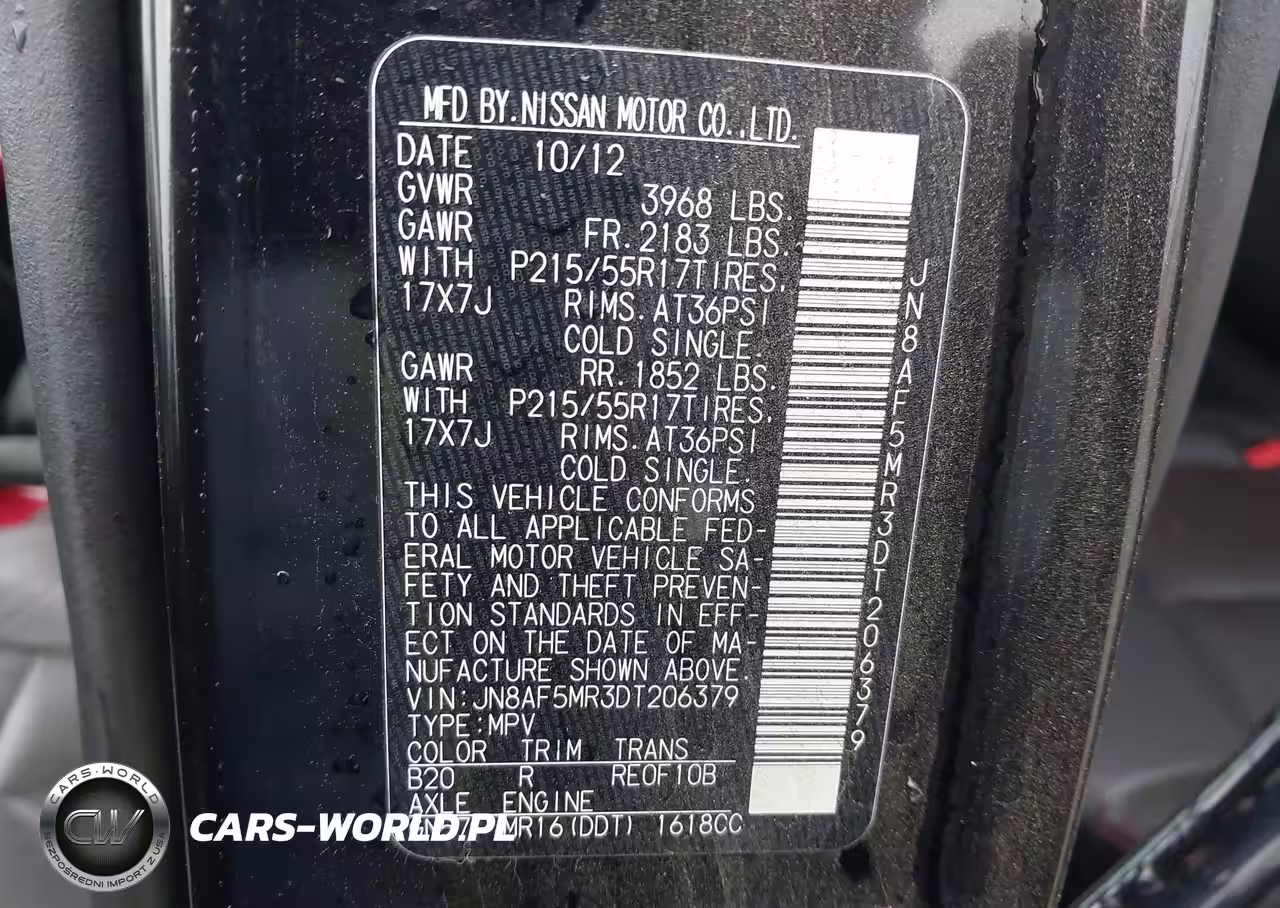 MFD BY.NISSAN MOTOR CO.,LTD.
DATE 10/12
GVWR 3968 LBS.
GAWR FR.2183 LBS.
WITH P215/55R17TIRES.
17X7J RIMS.AT36PSI
COLD SINGLE.
GAWR RR.1852 LBS.
WITH P215/55R17TIRES.
17X7J RIMS.AT36PSI
COLD SINGLE.
THIS VEHICLE CONFORMS
TO ALL APPLICABLE FED-
ERAL MOTOR VEHICLE SA-
FETY AND THEFT PREVEN-
TION STANDARDS IN EFF-
ECT ON THE DATE OF MA-
NUFACTURE SHOWN ABOVE.
VIN:JN8AF5MR3DT206379
TYPE:MPV
COLOR TRIM TRANS
B20 R RE0F10B
AXLE ENGINE
MR16(DDT) 1618CC
JN8AF5MR3DT206379
CARS-WORLD
CW
BEZPOŚREDNI IMPORT Z USA
CARS-WORLD.PL